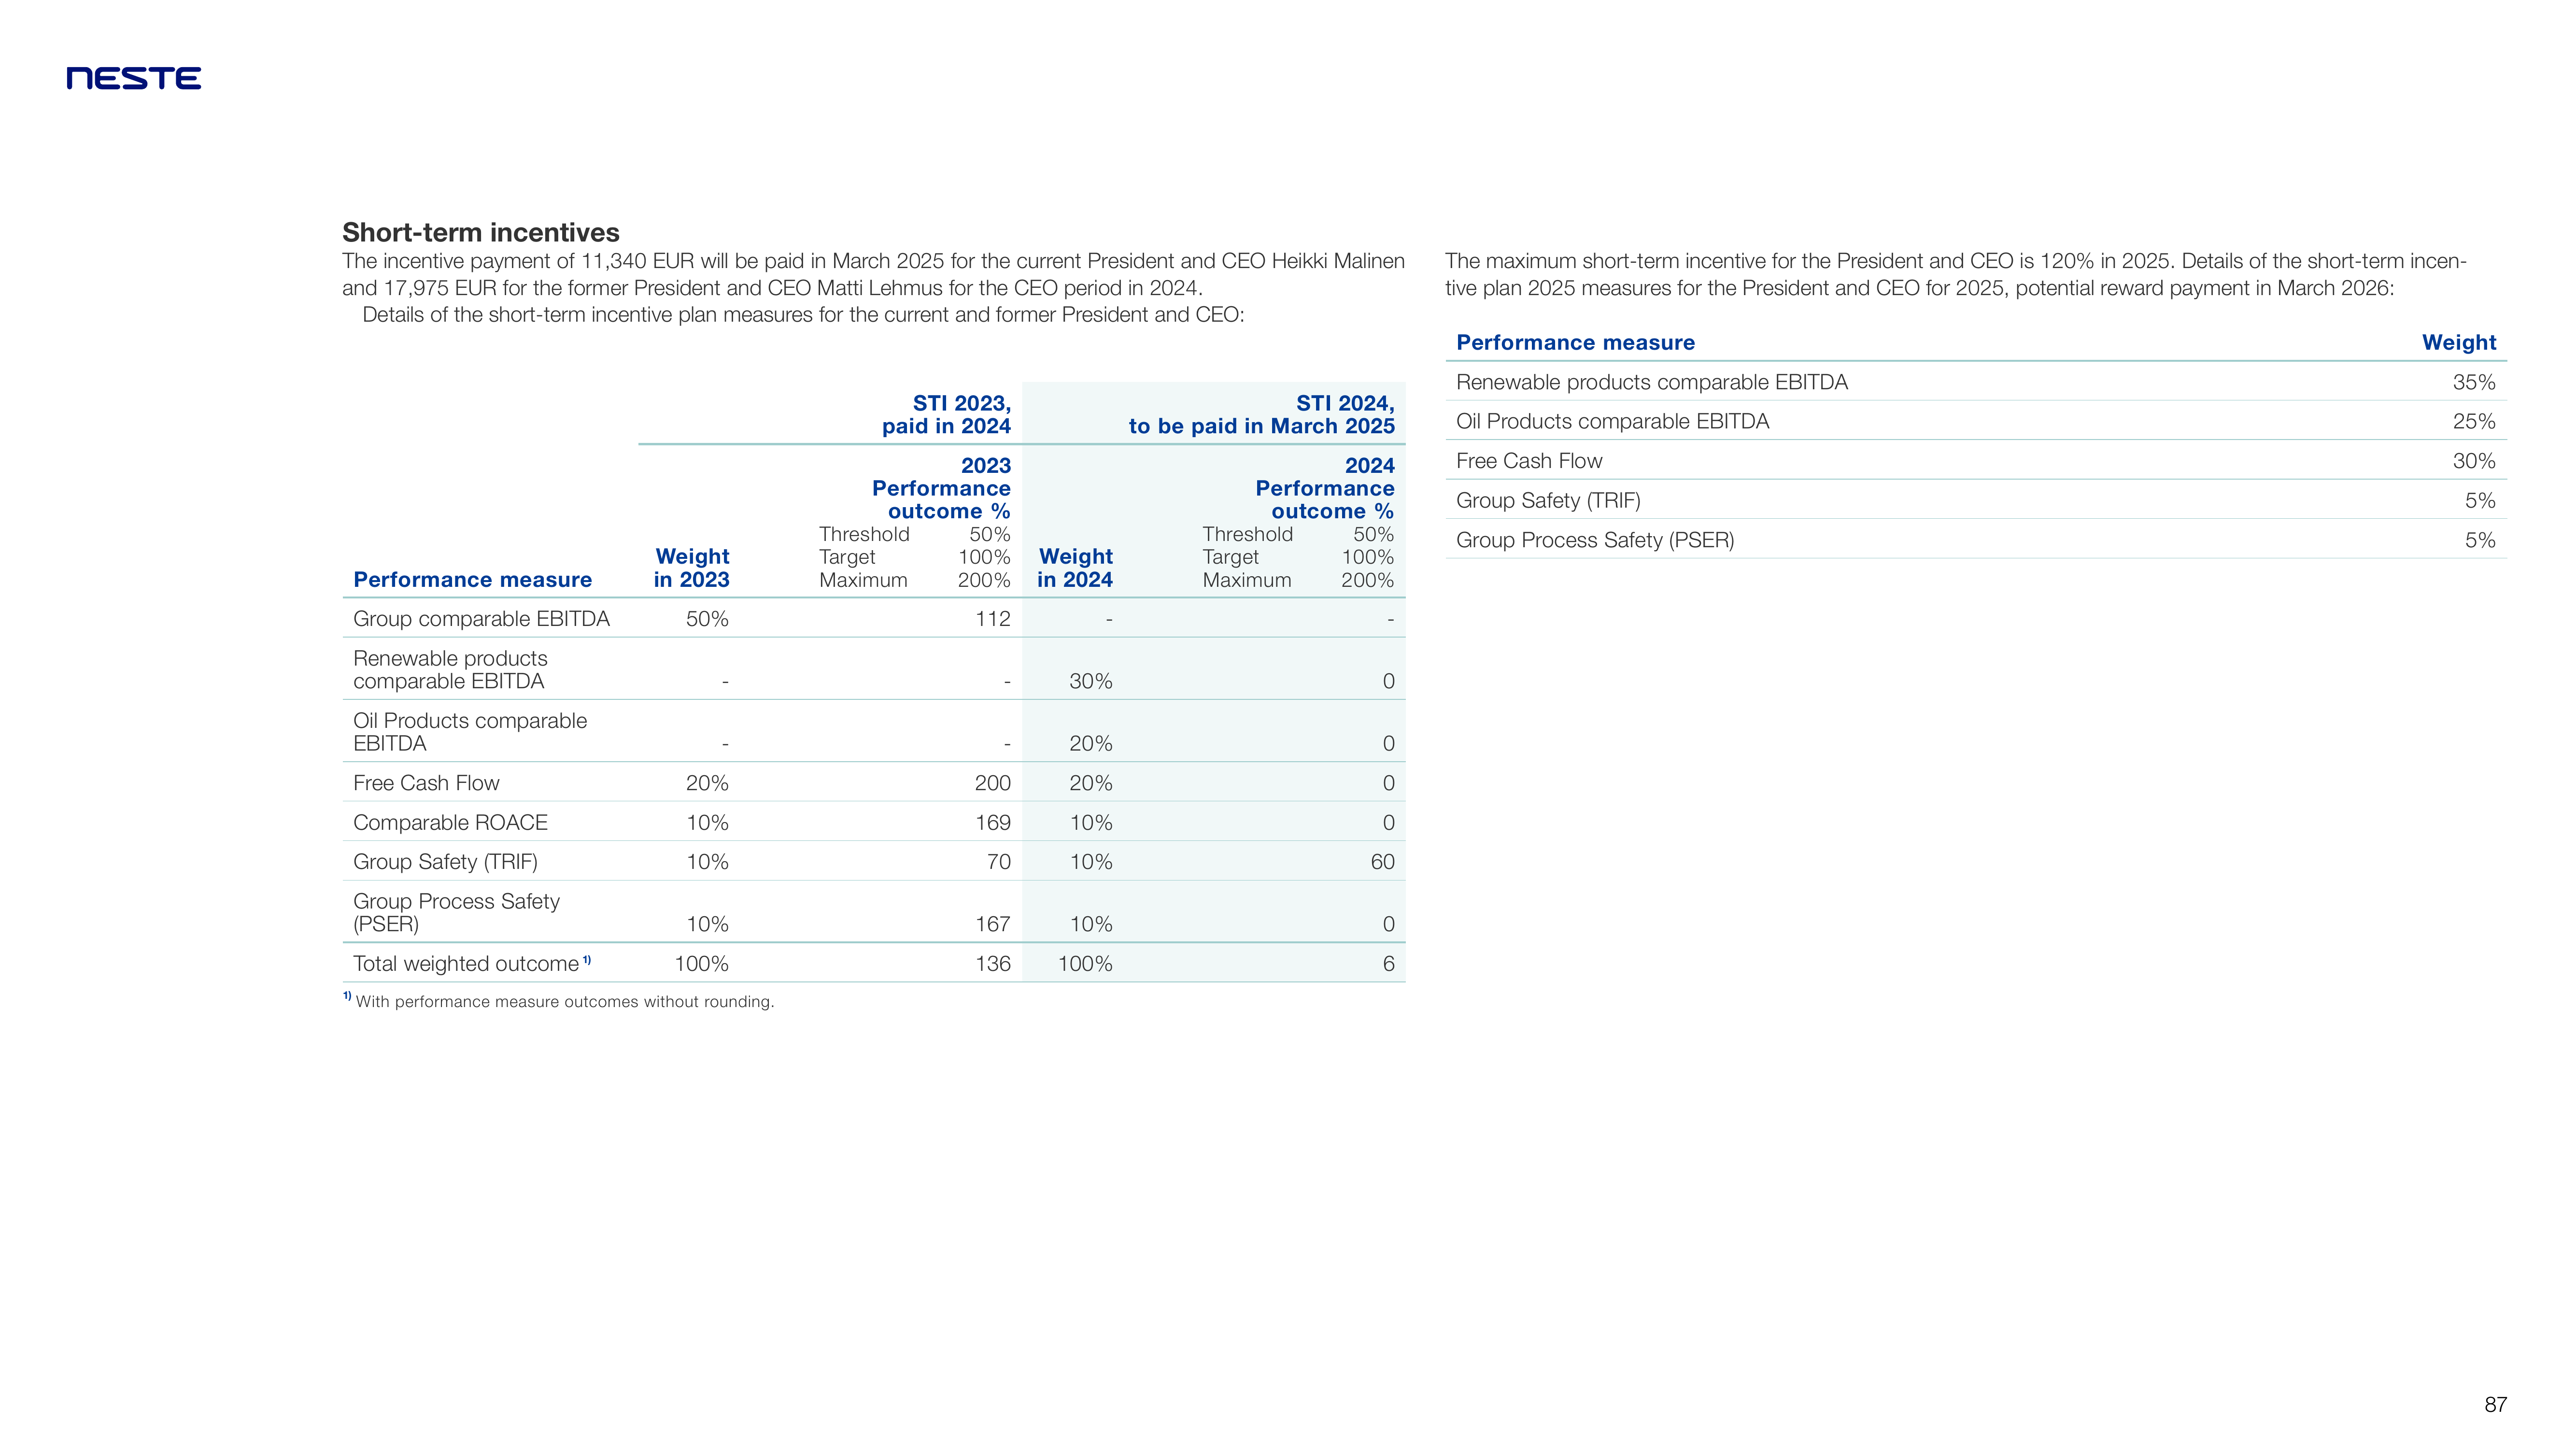 NESTE
Short-term incentives
The incentive payment of 11,340 EUR will be paid in March 2025 for the current President and CEO Heikki Malinen
and 17,975 EUR for the former President and CEO Matti Lehmus for the CEO period in 2024.
Details of the short-term incentive plan measures for the current and former President and CEO:
STI 2023, STI 2024,
paid in 2024 to be paid in March 2025
2023 2024
Performance Performance
outcome % outcome %
Threshold 50% Threshold 50%
Weight Target 100% Weight Target 100%
Performance measure in 2023 Maximum 200% in 2024 Maximum 200%
Group comparable EBITDA 50% 112 - -
Renewable products
comparable EBITDA - - 30% 0
Oil Products comparable
EBITDA - - 20% 0
Free Cash Flow 20% 200 20% 0
Comparable ROACE 10% 169 10% 0
Group Safety (TRIF) 10% 70 10% 60
Group Process Safety
(PSER) 10% 167 10% 0
Total weighted outcome 1) 100% 136 100% 6
1) With performance measure outcomes without rounding.
The maximum short-term incentive for the President and CEO is 120% in 2025. Details of the short-term incen-
tive plan 2025 measures for the President and CEO for 2025, potential reward payment in March 2026:
Performance measure Weight
Renewable products comparable EBITDA 35%
Oil Products comparable EBITDA 25%
Free Cash Flow 30%
Group Safety (TRIF) 5%
Group Process Safety (PSER) 5%
87